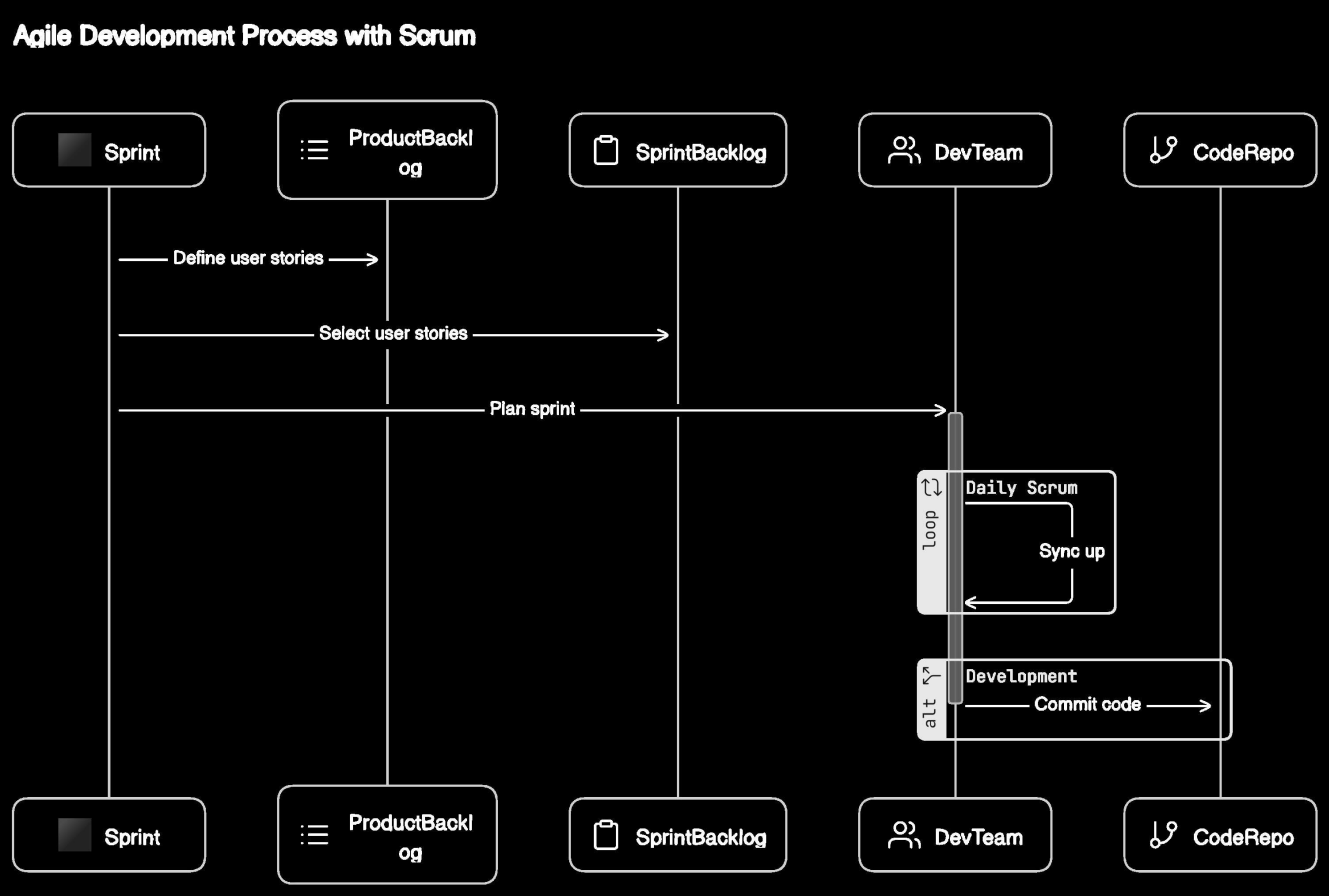 Agile Development Process with Scrum
Sprint
ProductBackl
og
SprintBacklog
DevTeam
CodeRepo
Define user stories
Select user stories
Plan sprint
loop
Daily Scrum
Sync up
alt
Development
Commit code
Sprint
ProductBackl
og
SprintBacklog
DevTeam
CodeRepo